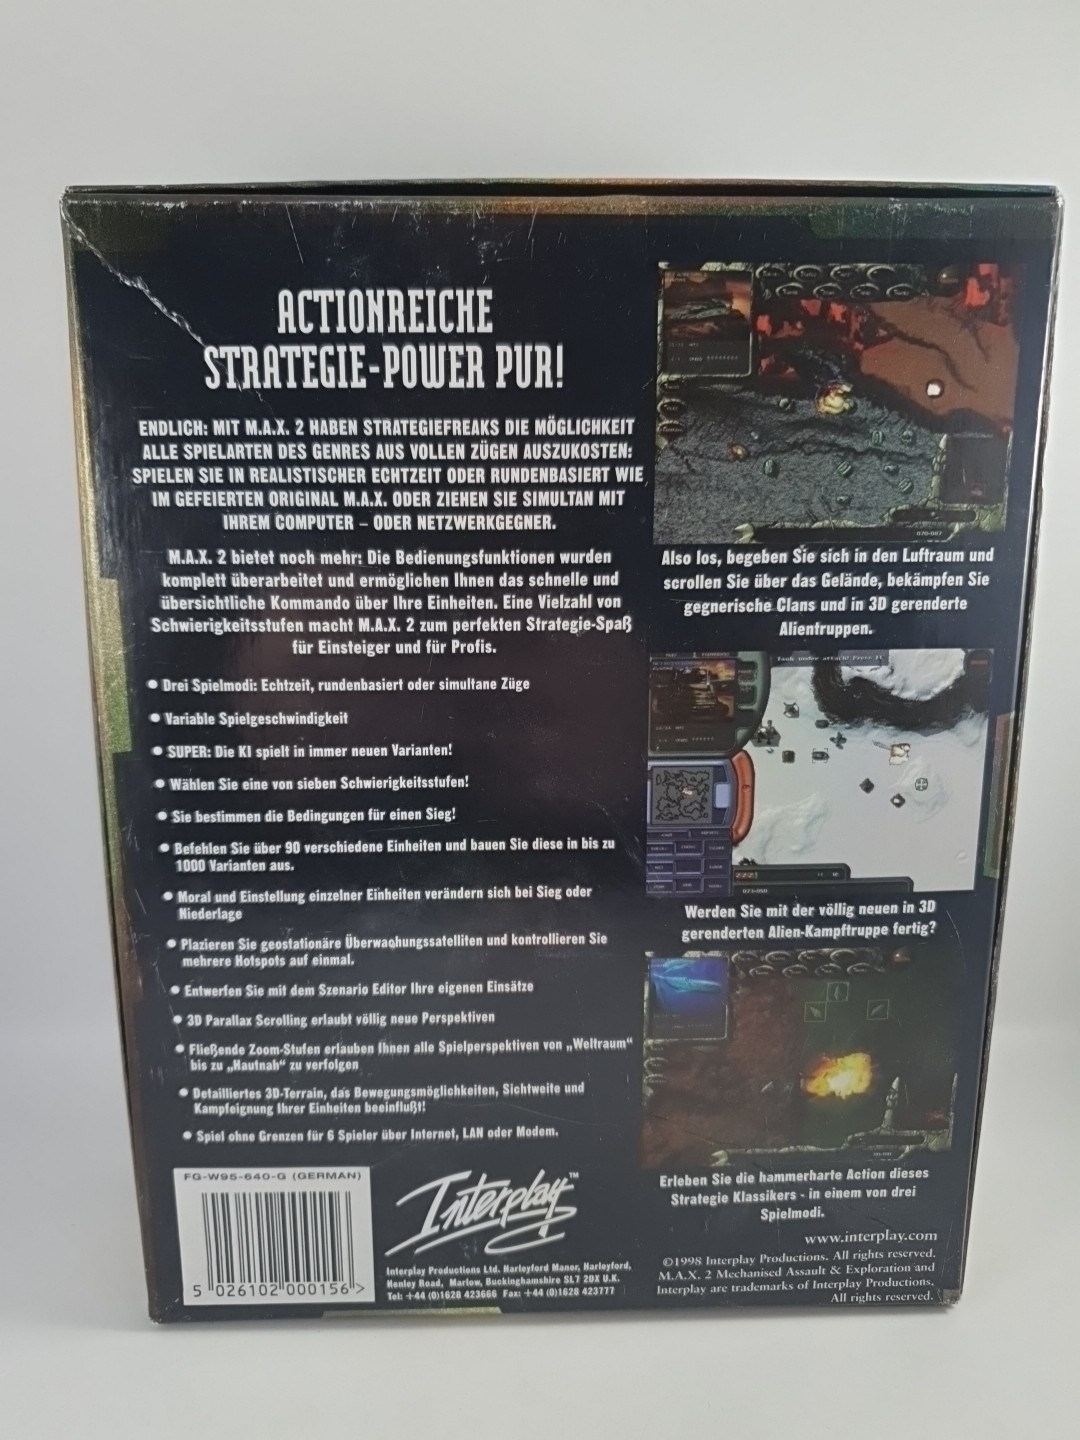 ACTIONREICHE
STRATEGIE-POWER PUR!
ENDLICH: MIT M.A.X. 2 HABEN STRATEGIEFREAKS DIE MÖGLICHKEIT
ALLE SPIELARTEN DES GENRES AUS VOLLEN ZÜGEN AUSZUKOSTEN:
SPIELEN SIE IN REALISTISCHER ECHTZEIT ODER RUNDENBASIERT WIE
IM GEFEIERTEN ORIGINAL M.A.X. ODER ZIEHEN SIE SIMULTAN MIT
IHREM COMPUTER – ODER NETZWERKGEGNER.
M.A.X. 2 bietet noch mehr: Die Bedienungsfunktionen wurden
komplett überarbeitet und ermöglichen Ihnen das schnelle und
übersichtliche Kommando über Ihre Einheiten. Eine Vielzahl von
Schwierigkeitsstufen macht M.A.X. 2 zum perfekten Strategie-Spaß
für Einsteiger und für Profis.
• Drei Spielmodi: Echtzeit, rundenbasiert oder simultane Züge
• Variable Spielgeschwindigkeit
• SUPER: Die KI spielt in immer neuen Varianten!
• Wählen Sie eine von sieben Schwierigkeitsstufen!
• Sie bestimmen die Bedingungen für einen Sieg!
• Befehlen Sie über 90 verschiedene Einheiten und bauen Sie diese in bis zu
1000 Varianten aus.
• Moral und Einstellung einzelner Einheiten verändern sich bei Sieg oder
Niederlage
• Plazieren Sie geostationäre Überwachungssatelliten und kontrollieren Sie
mehrere Hotspots auf einmal.
• Entwerfen Sie mit dem Szenario Editor Ihre eigenen Einsätze
• 3D Parallax Scrolling erlaubt völlig neue Perspektiven
• Fließende Zoom-Stufen erlauben Ihnen alle Spielperspektiven von „Weltraum“
bis zu „Hautnah“ zu verfolgen
• Detailliertes 3D-Terrain, das Bewegungsmöglichkeiten, Sichtweite und
Kampfeignung Ihrer Einheiten beeinflußt!
• Spiel ohne Grenzen für 6 Spieler über Internet, LAN oder Modem.
Also los, begeben Sie sich in den Luftraum und
scrollen Sie über das Gelände, bekämpfen Sie
gegnerische Clans und in 3D gerenderte
Alientruppen.
Tank under attack! Press F1
Werden Sie mit der völlig neuen in 3D
gerenderten Alien-Kampftruppe fertig?
Erleben Sie die hammerharte Action dieses
Strategie Klassikers - in einem von drei
Spielmodi.
FG-W95-640-G (GERMAN)
5 026102 000156 >
Interplay™
Interplay Productions Ltd. Harleyford Manor, Harleyford,
Henley Road, Marlow, Buckinghamshire SL7 2DX U.K.
Tel: +44 (0)1628 423666 Fax: +44 (0)1628 423777
www.interplay.com
©1998 Interplay Productions. All rights reserved.
M.A.X. 2 Mechanised Assault & Exploration and
Interplay are trademarks of Interplay Productions.
All rights reserved.